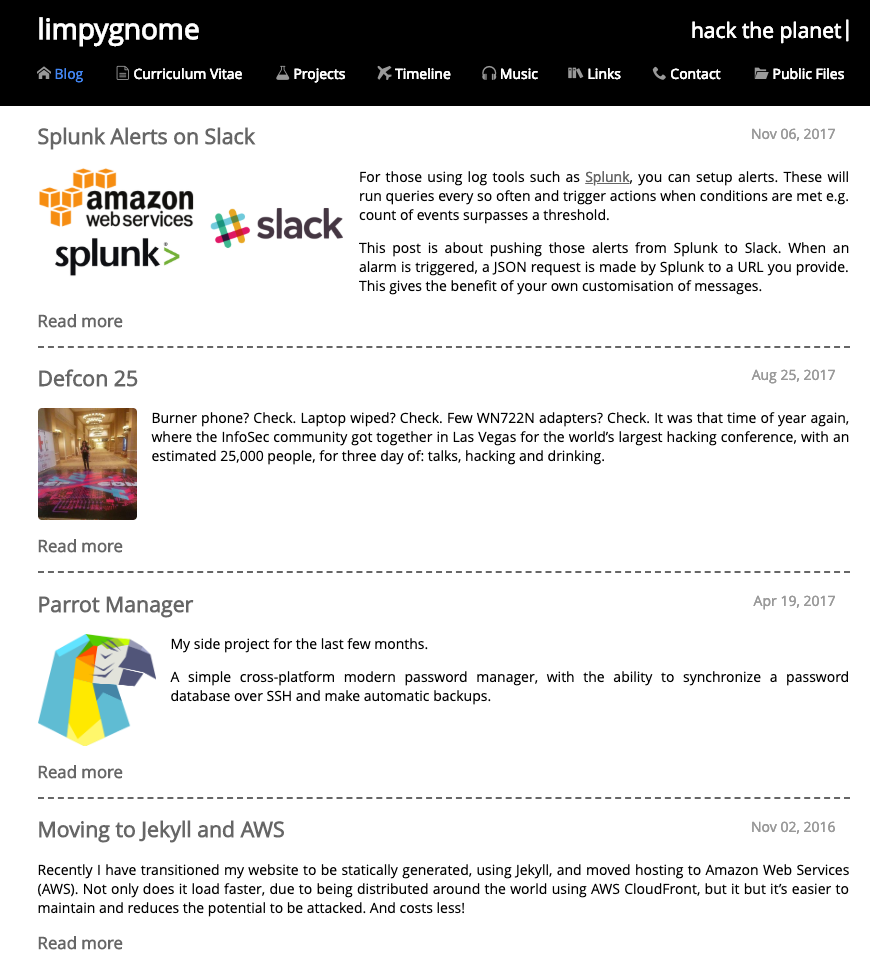 limpygnome
hack the planet|
Blog Curriculum Vitae Projects Timeline Music Links Contact Public Files
Splunk Alerts on Slack
Nov 06, 2017
amazon
web services
splunk>
slack
For those using log tools such as Splunk, you can setup alerts. These will
run queries every so often and trigger actions when conditions are met e.g.
count of events surpasses a threshold.
This post is about pushing those alerts from Splunk to Slack. When an
alarm is triggered, a JSON request is made by Splunk to a URL you provide.
This gives the benefit of your own customisation of messages.
Read more
Defcon 25
Aug 25, 2017
Burner phone? Check. Laptop wiped? Check. Few WN722N adapters? Check. It was that time of year again,
where the InfoSec community got together in Las Vegas for the world’s largest hacking conference, with an
estimated 25,000 people, for three day of: talks, hacking and drinking.
Read more
Parrot Manager
Apr 19, 2017
My side project for the last few months.
A simple cross-platform modern password manager, with the ability to synchronize a password
database over SSH and make automatic backups.
Read more
Moving to Jekyll and AWS
Nov 02, 2016
Recently I have transitioned my website to be statically generated, using Jekyll, and moved hosting to Amazon Web Services
(AWS). Not only does it load faster, due to being distributed around the world using AWS CloudFront, but it but it’s easier to
maintain and reduces the potential to be attacked. And costs less!
Read more